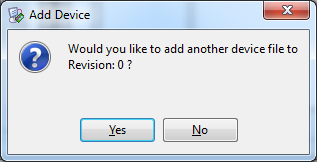 Add Device
Would you like to add another device file to
Revision: 0 ?
Yes
No